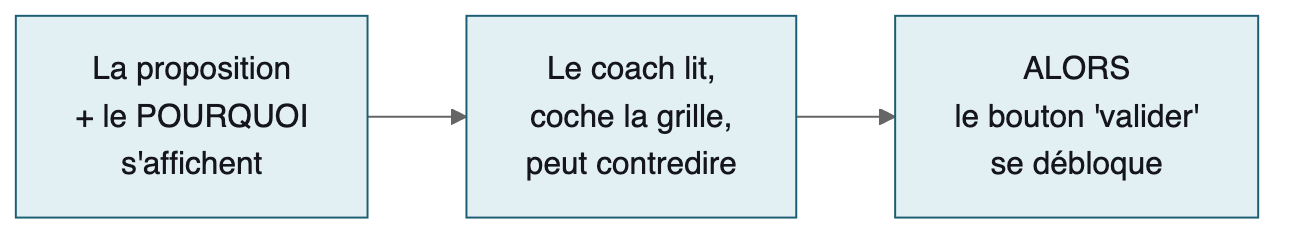 La proposition
+ le POURQUOI
s'affichent
Le coach lit,
coche la grille,
peut contredire
ALORS
le bouton 'valider'
se débloque